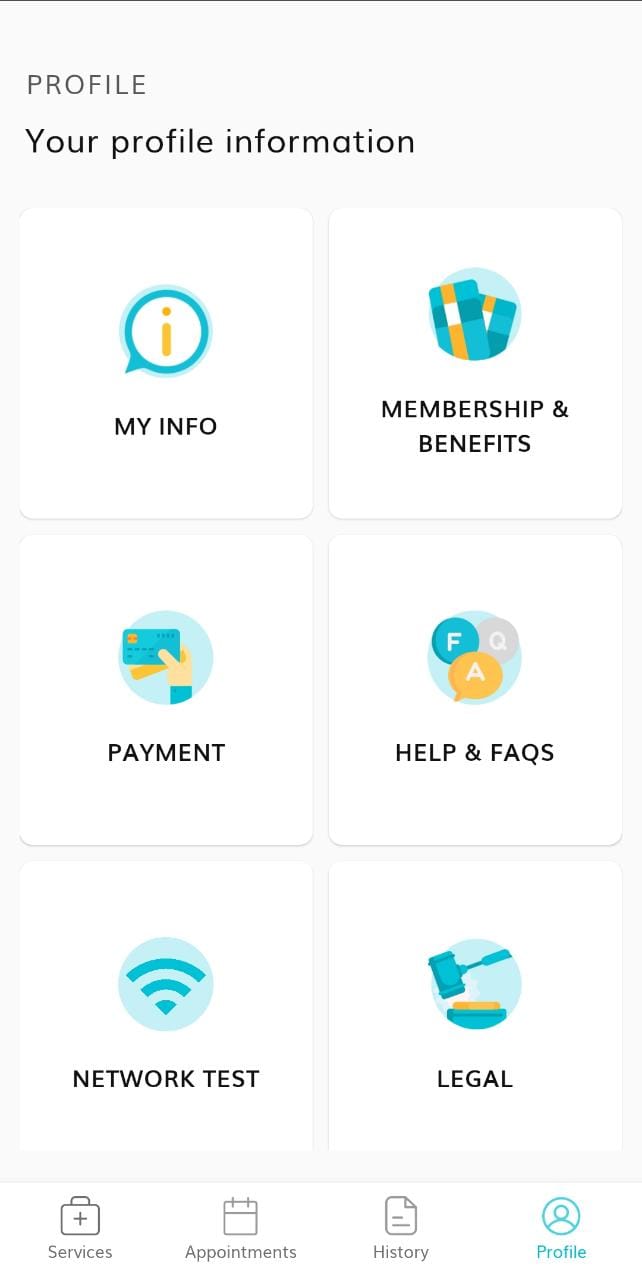 PROFILE
Your profile information
MY INFO
MEMBERSHIP &
BENEFITS
F Q
A
PAYMENT
HELP & FAQS
NETWORK TEST
LEGAL
Services Appointments History Profile